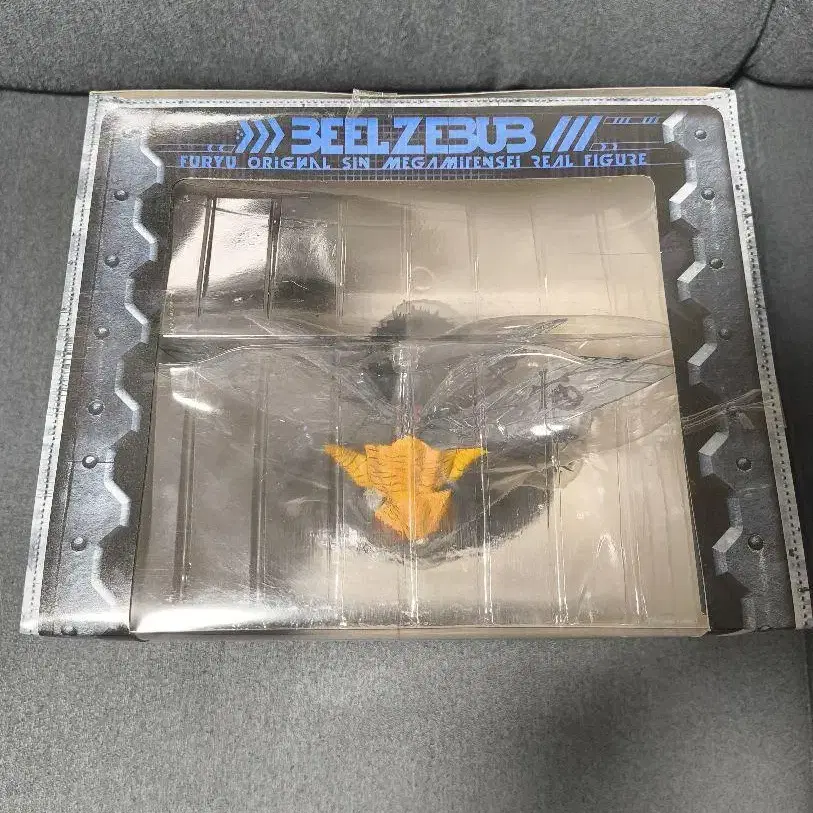 BEELZEBUB
FURYU ORIGINAL SIN MEGAMITENSEI REAL FIGURE